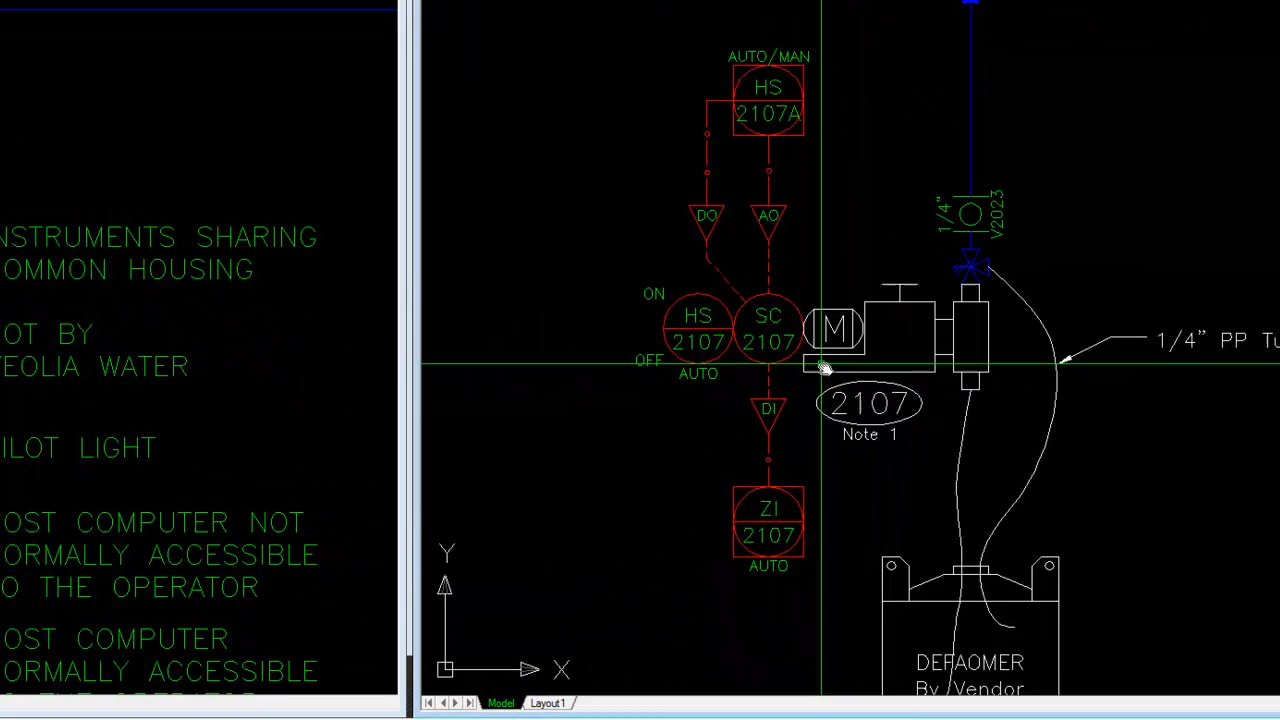 NSTRUMENTS SHARING
OMMON HOUSING
OT BY
EOLIA WATER
ILOT LIGHT
OST COMPUTER NOT
ORMALLY ACCESSIBLE
O THE OPERATOR
OST COMPUTER
ORMALLY ACCESSIBLE
AUTO/MAN
HS
2107A
DO
AO
ON
HS
2107
OFF
AUTO
SC
2107
M
DI
2107
Note 1
ZI
2107
AUTO
1/4"
V2023
1/4" PP Tu
DEFAOMER
By Vendor
Y
X
Model
Layout1